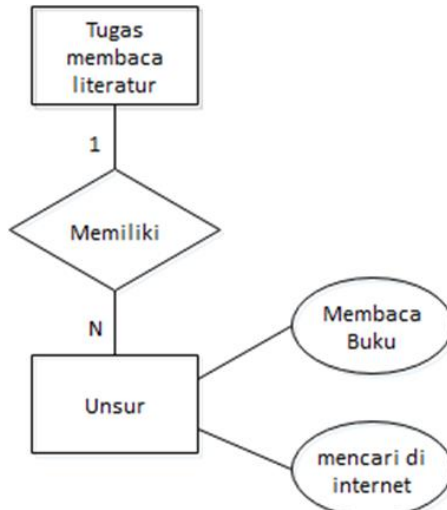 Tugas
membaca
literatur
1
Memiliki
N
Unsur
Membaca
Buku
mencari di
internet